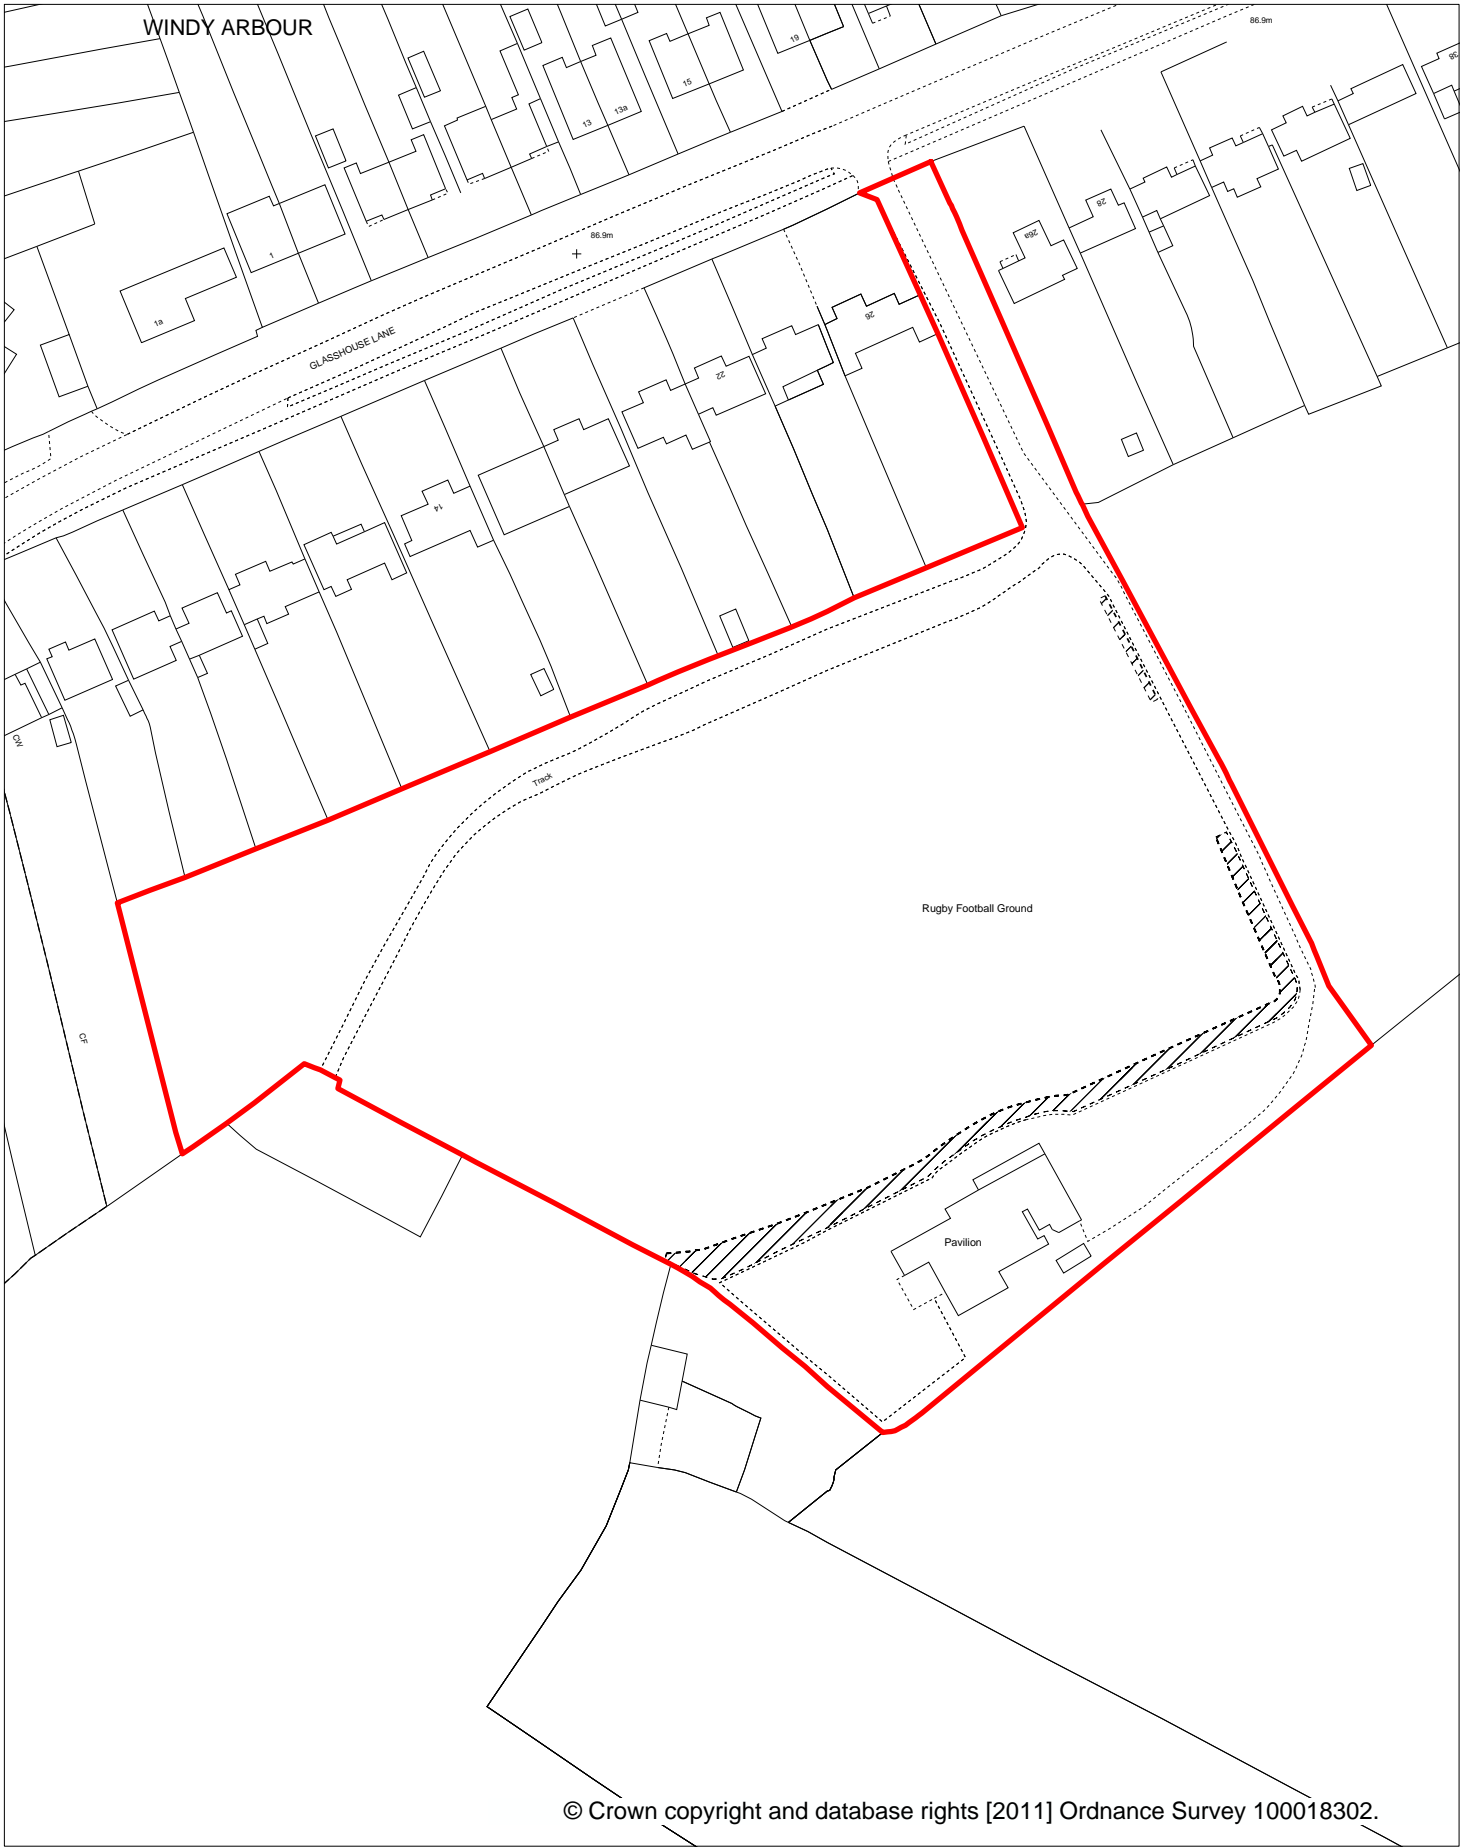 WINDY ARBOUR
86.9m
19
38
15
13a
13
28
26a
86.9m
1
1a
26
GLASSHOUSE LANE
22
14
CW
Track
Rugby Football Ground
CF
Pavilion
© Crown copyright and database rights [2011] Ordnance Survey 100018302.